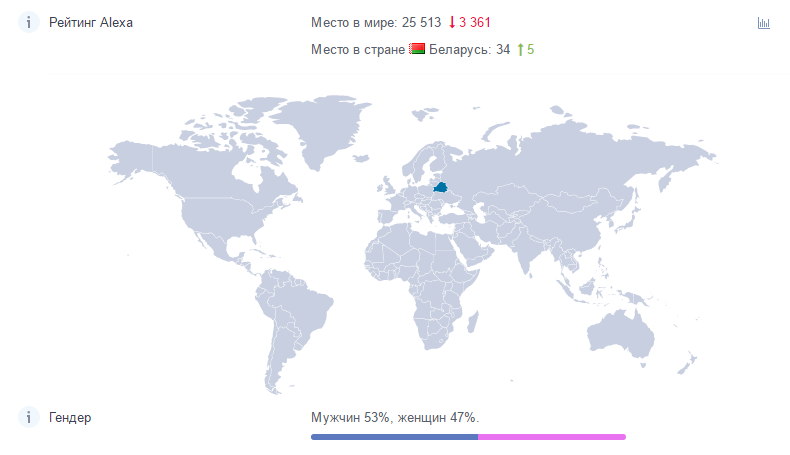 Рейтинг Alexa
Место в мире: 25 513 ↓3 361
Место в стране Беларусь: 34 ↑5
Гендер
Мужчин 53%, женщин 47%.